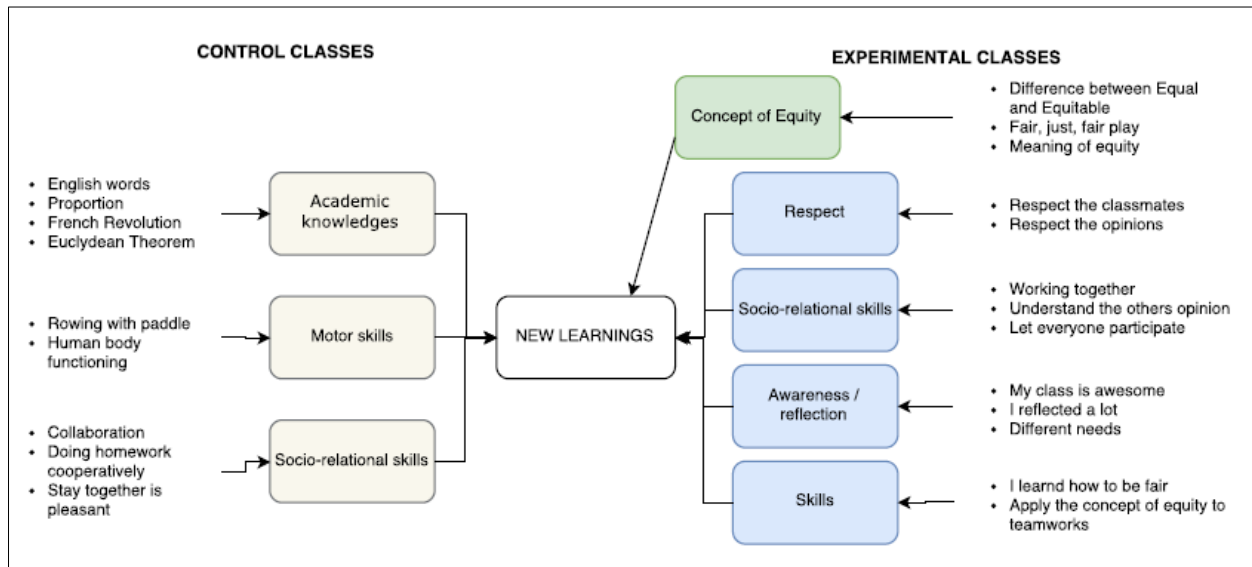 CONTROL CLASSES
EXPERIMENTAL CLASSES
Concept of Equity
• Difference between Equal
and Equitable
• Fair, just, fair play
• Meaning of equity
• English words
• Proportion
• French Revolution
• Euclydean Theorem
Academic
knowledges
Respect
• Respect the classmates
• Respect the opinions
• Rowing with paddle
• Human body
functioning
Motor skills
NEW LEARNINGS
Socio-relational skills
• Working together
• Understand the others opinion
• Let everyone participate
Awareness /
reflection
• My class is awesome
• I reflected a lot
• Different needs
• Collaboration
• Doing homework
cooperatively
• Stay together is
pleasant
Socio-relational skills
Skills
• I learnd how to be fair
• Apply the concept of equity to
teamworks